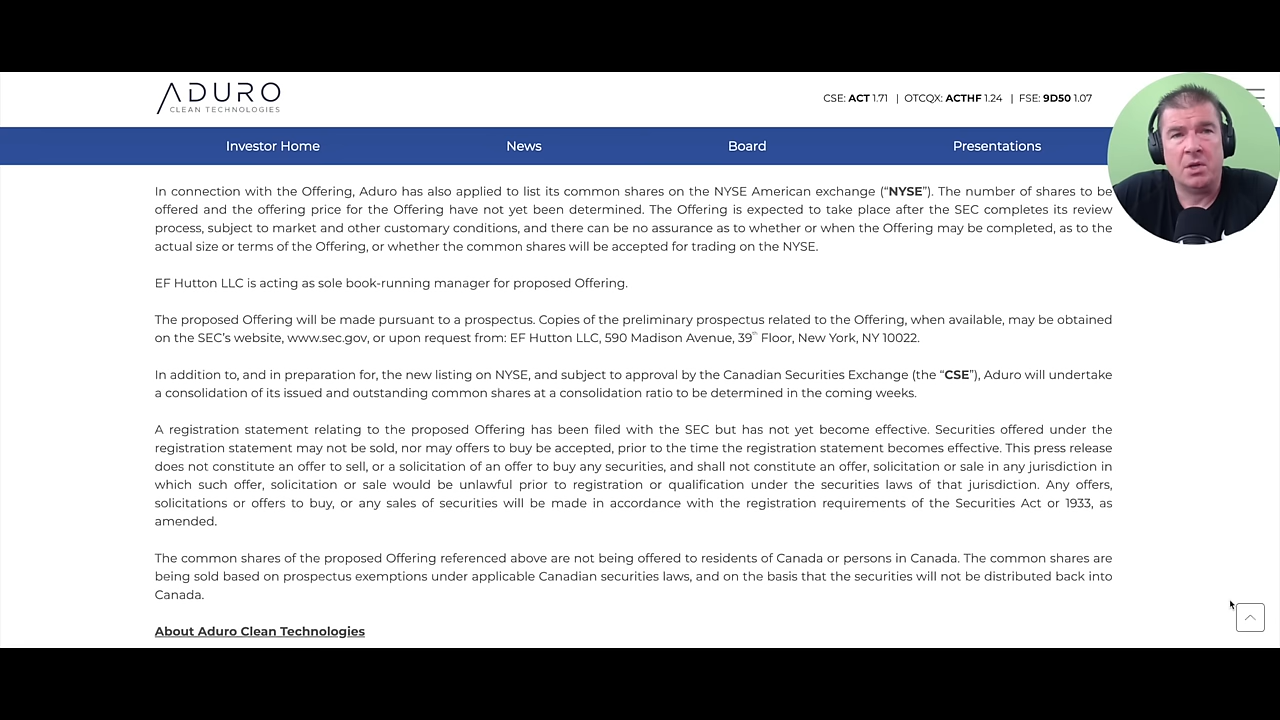 ADURO
CLEAN TECHNOLOGIES
CSE: ACT 1.71 | OTCQX: ACTHF 1.24 | FSE: 9D50 1.07
Investor Home News Board Presentations
In connection with the Offering, Aduro has also applied to list its common shares on the NYSE American exchange (“NYSE”). The number of shares to be
offered and the offering price for the Offering have not yet been determined. The Offering is expected to take place after the SEC completes its review
process, subject to market and other customary conditions, and there can be no assurance as to whether or when the Offering may be completed, as to the
actual size or terms of the Offering, or whether the common shares will be accepted for trading on the NYSE.
EF Hutton LLC is acting as sole book-running manager for proposed Offering.
The proposed Offering will be made pursuant to a prospectus. Copies of the preliminary prospectus related to the Offering, when available, may be obtained
on the SEC’s website, www.sec.gov, or upon request from: EF Hutton LLC, 590 Madison Avenue, 39th Floor, New York, NY 10022.
In addition to, and in preparation for, the new listing on NYSE, and subject to approval by the Canadian Securities Exchange (the “CSE”), Aduro will undertake
a consolidation of its issued and outstanding common shares at a consolidation ratio to be determined in the coming weeks.
A registration statement relating to the proposed Offering has been filed with the SEC but has not yet become effective. Securities offered under the
registration statement may not be sold, nor may offers to buy be accepted, prior to the time the registration statement becomes effective. This press release
does not constitute an offer to sell, or a solicitation of an offer to buy any securities, and shall not constitute an offer, solicitation or sale in any jurisdiction in
which such offer, solicitation or sale would be unlawful prior to registration or qualification under the securities laws of that jurisdiction. Any offers,
solicitations or offers to buy, or any sales of securities will be made in accordance with the registration requirements of the Securities Act or 1933, as
amended.
The common shares of the proposed Offering referenced above are not being offered to residents of Canada or persons in Canada. The common shares are
being sold based on prospectus exemptions under applicable Canadian securities laws, and on the basis that the securities will not be distributed back into
Canada.
About Aduro Clean Technologies